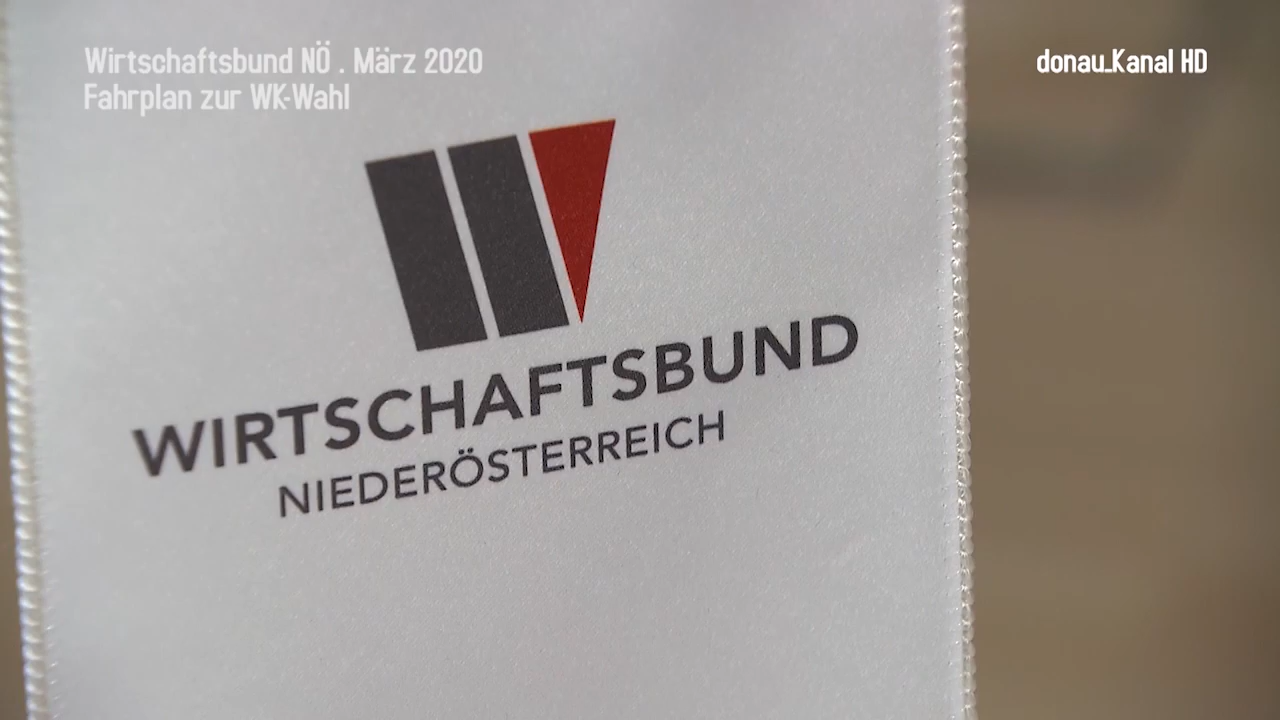 Wirtschaftsbund NÖ . März 2020
Fahrplan zur WK-Wahl
donau_Kanal HD
WIRTSCHAFTSBUND
NIEDERÖSTERREICH